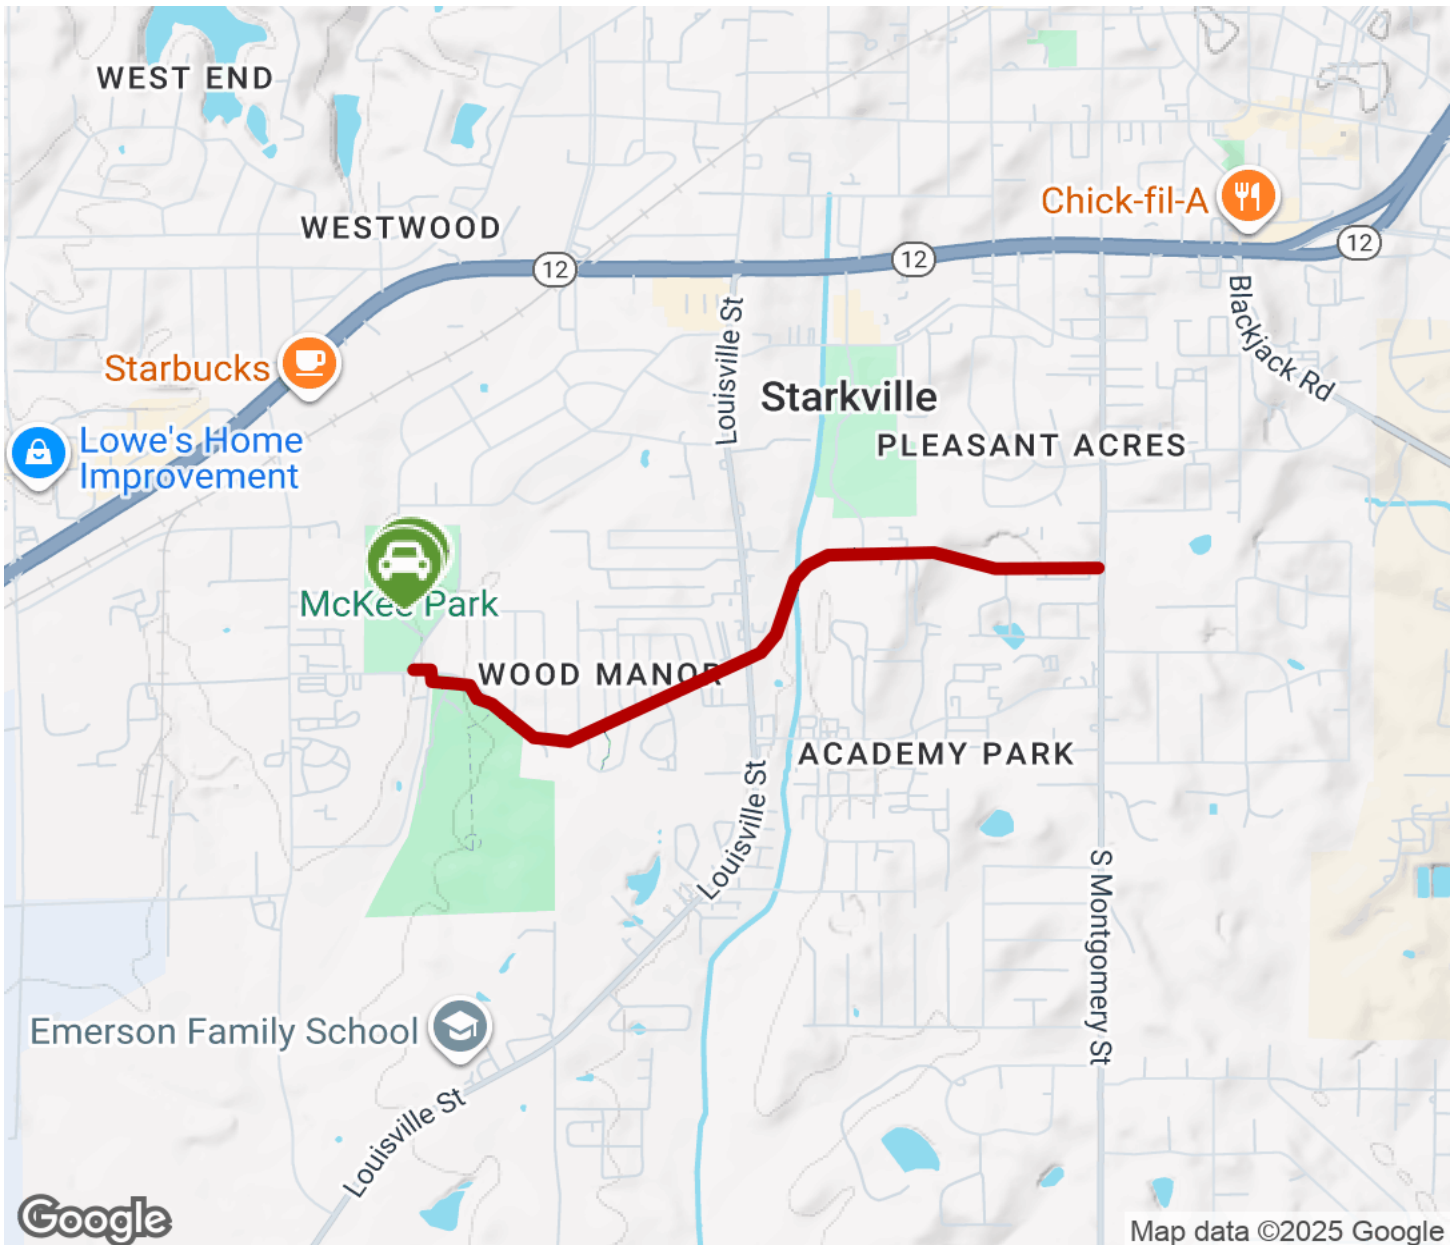 WEST END
WESTWOOD
Chick-fil-A
12
12
12
Louisville St
Blackjack Rd
Starbucks
Starkville
Lowe's Home
Improvement
PLEASANT ACRES
McKee Park
WOOD MANOR
ACADEMY PARK
Louisville St
S Montgomery St
Emerson Family School
Louisville St
Google
Map data ©2025 Google